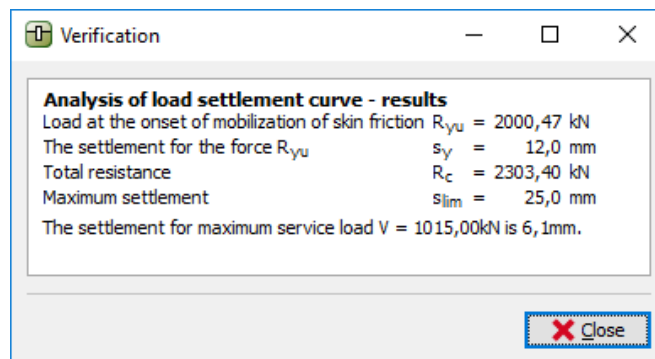 Verification
Analysis of load settlement curve - results
Load at the onset of mobilization of skin friction Ryu = 2000,47 kN
The settlement for the force Ryu sy = 12,0 mm
Total resistance Rc = 2303,40 kN
Maximum settlement slim = 25,0 mm
The settlement for maximum service load V = 1015,00kN is 6,1mm.
Close